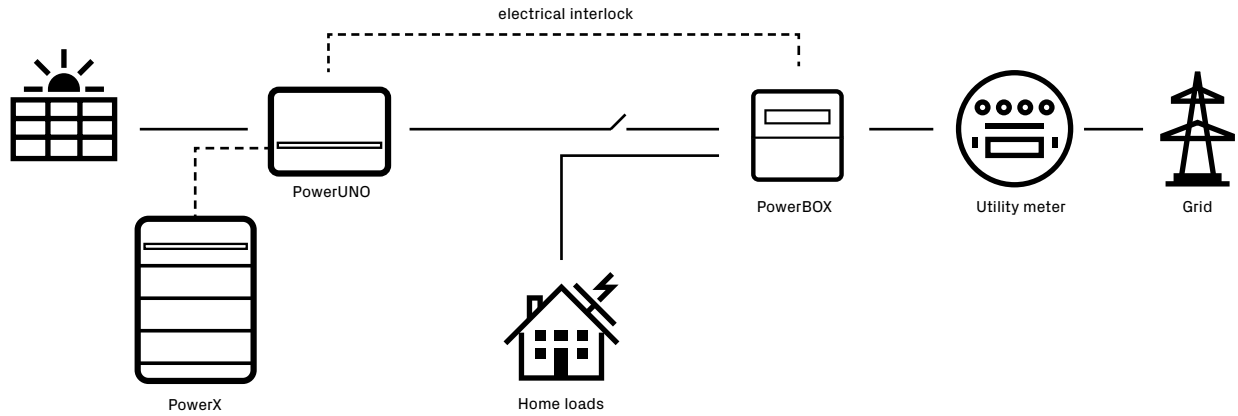 electrical interlock
PowerUNO
PowerBOX
Utility meter
Grid
PowerX
Home loads